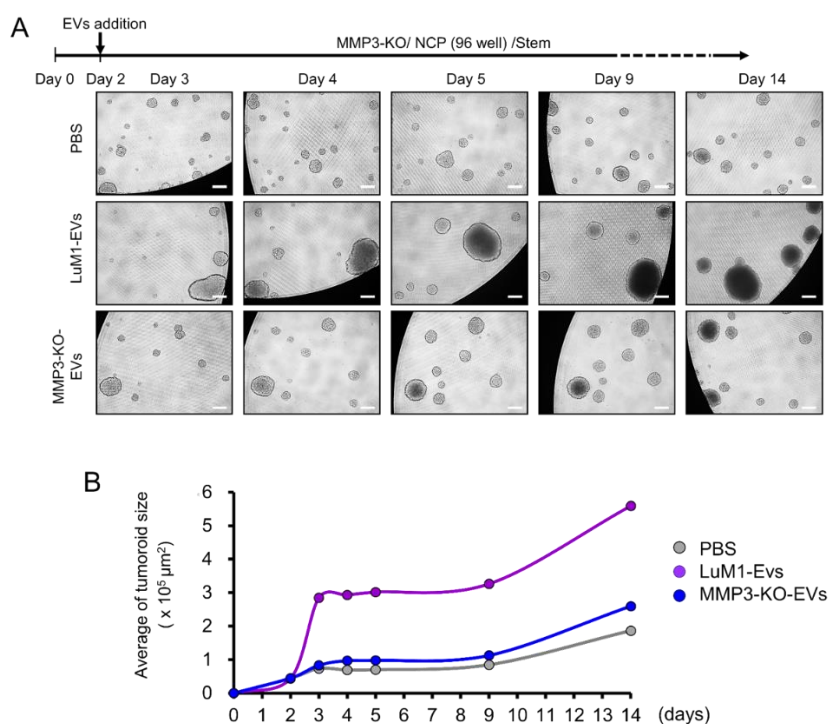 A
EVs addition
MMP3-KO/ NCP (96 well) /Stem
Day 0 Day 2 Day 3 Day 4 Day 5 Day 9 Day 14
PBS
LuM1-EVs
MMP3-KO-
EVs
B
Average of tumoroid size
( x 10⁵ µm²)
6
5
4
3
2
1
0
0 1 2 3 4 5 6 7 8 9 10 11 12 13 14 (days)
PBS
LuM1-Evs
MMP3-KO-EVs